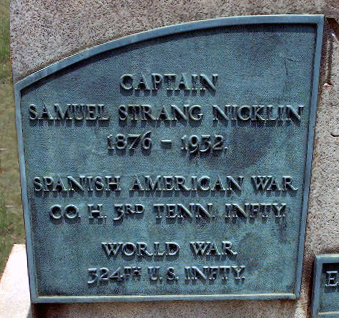 CAPTAIN
SAMUEL STRANG NICKLIN
1876 - 1932.
SPANISH AMERICAN WAR
CO. H. 3RD TENN. INFTY.
WORLD WAR
324TH U.S. INFTY.